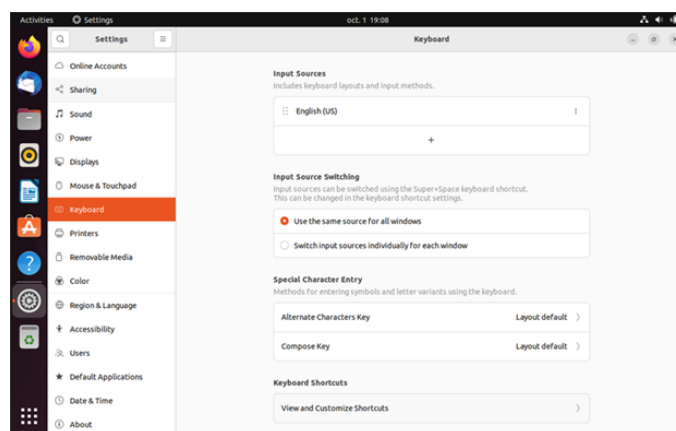 Activities Settings oct. 1 19:08
Settings Keyboard
Online Accounts
Sharing
Sound
Power
Displays
Mouse & Touchpad
Keyboard
Printers
Removable Media
Color
Region & Language
Accessibility
Users
Default Applications
Date & Time
About
Input Sources
Includes keyboard layouts and input methods.
English (US)
Input Source Switching
Input sources can be switched using the Super+Space keyboard shortcut.
This can be changed in the keyboard shortcut settings.
Use the same source for all windows
Switch input sources individually for each window
Special Character Entry
Methods for entering symbols and letter variants using the keyboard.
Alternate Characters Key Layout default
Compose Key Layout default
Keyboard Shortcuts
View and Customize Shortcuts